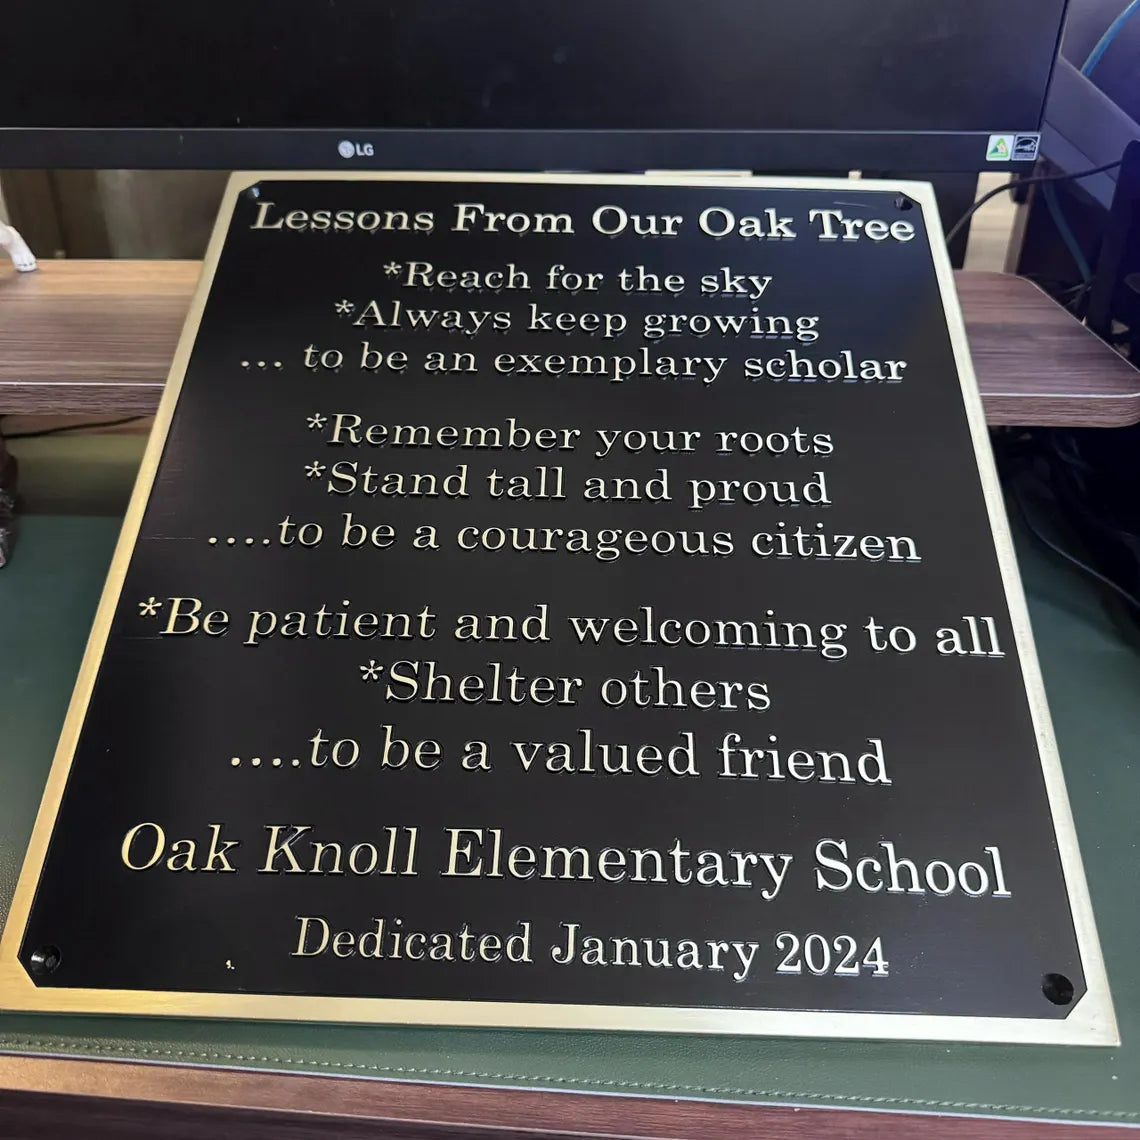 LG
Lessons From Our Oak Tree
*Reach for the sky
*Always keep growing
... to be an exemplary scholar
*Remember your roots
*Stand tall and proud
....to be a courageous citizen
*Be patient and welcoming to all
*Shelter others
....to be a valued friend
Oak Knoll Elementary School
Dedicated January 2024